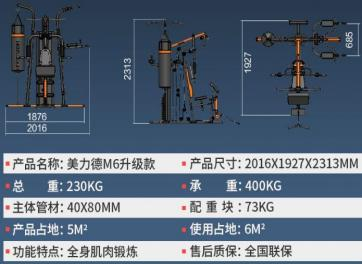 2313
1927
685
1876
2016
产品名称: 美力德M6升级款
产品尺寸: 2016X1927X2313MM
总 重: 230KG
承 重: 400KG
主体管材: 40X80MM
配 重 块: 73KG
产品占地: 5M²
使用占地: 6M²
功能特点: 全身肌肉锻炼
售后质保: 全国联保